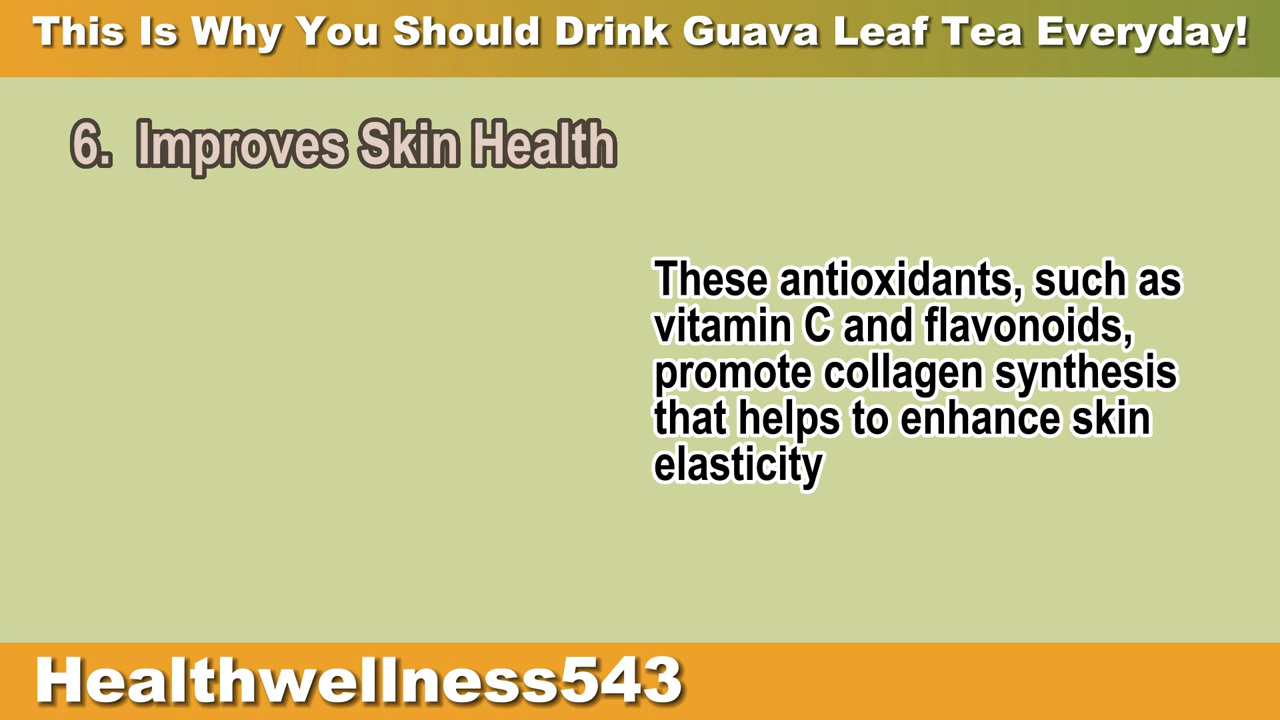 This Is Why You Should Drink Guava Leaf Tea Everyday!
6. Improves Skin Health
These antioxidants, such as
vitamin C and flavonoids,
promote collagen synthesis
that helps to enhance skin
elasticity
Healthwellness543